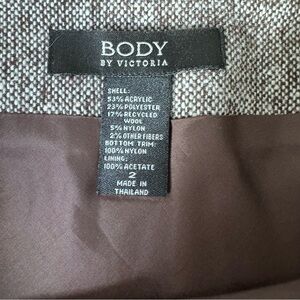 BODY
BY VICTORIA
SHELL:
53% ACRYLIC
23% POLYESTER
17% RECYCLED
WOOL
5% NYLON
2% OTHER FIBERS
BOTTOM TRIM:
100% NYLON
LINING:
100% ACETATE
2
MADE IN
THAILAND